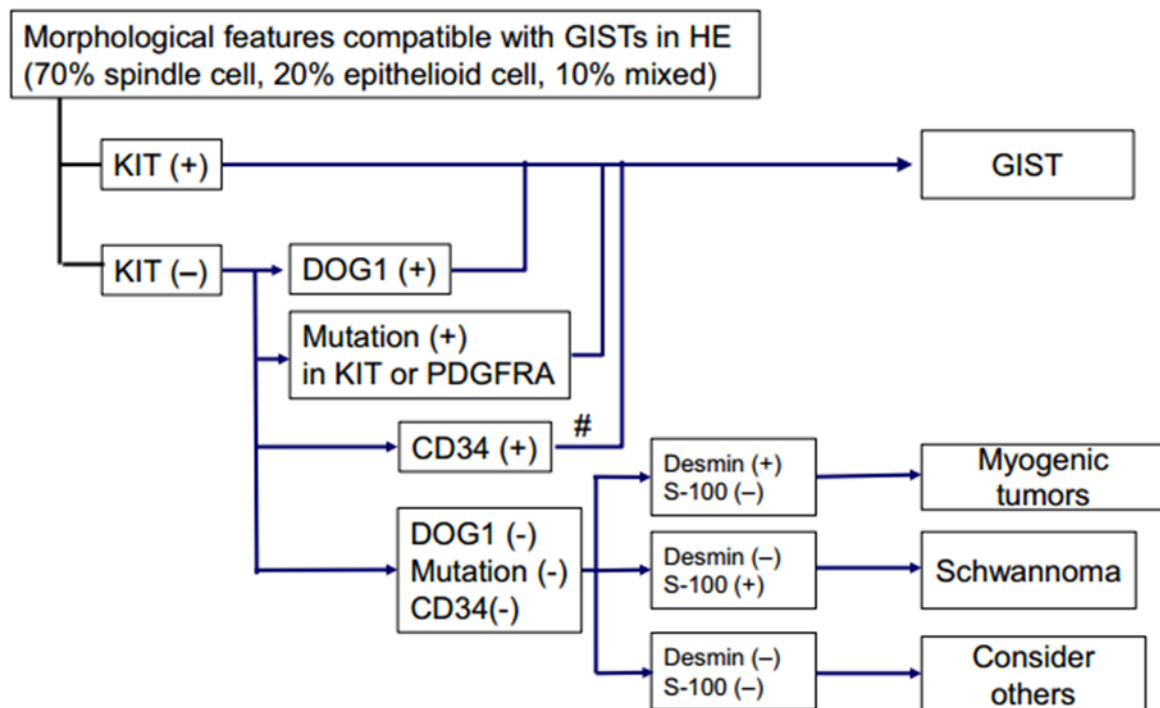 Morphological features compatible with GISTs in HE
(70% spindle cell, 20% epithelioid cell, 10% mixed)
KIT (+)
GIST
KIT (–)
DOG1 (+)
Mutation (+)
in KIT or PDGFRA
#
CD34 (+)
Desmin (+)
S-100 (–)
Myogenic
tumors
DOG1 (-)
Mutation (-)
CD34(-)
Desmin (–)
S-100 (+)
Schwannoma
Desmin (–)
S-100 (–)
Consider
others